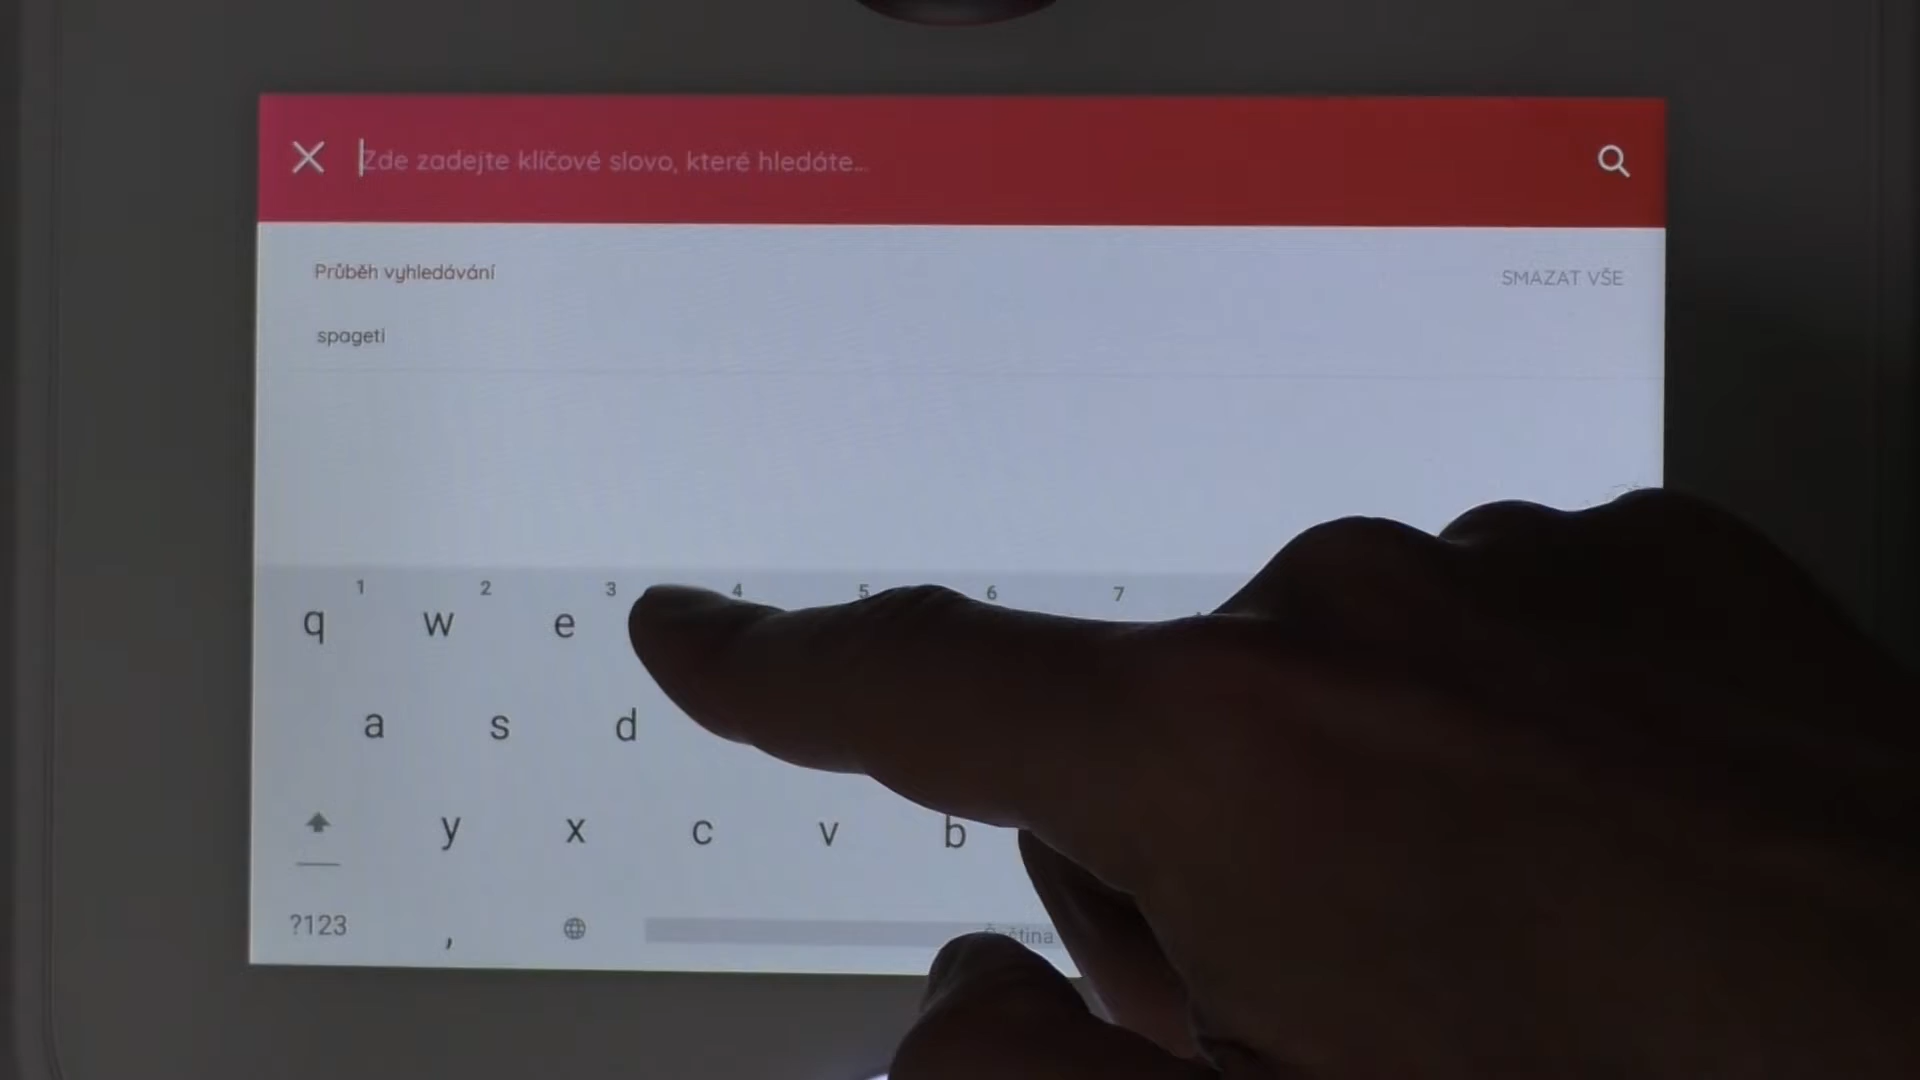 Zde zadejte klíčové slovo, které hledáte...
Průběh vyhledávání
SMAZAT VŠE
spageti
1 2 3 4 5 6 7
q w e
a s d
y x c v b
?123 , Čeština